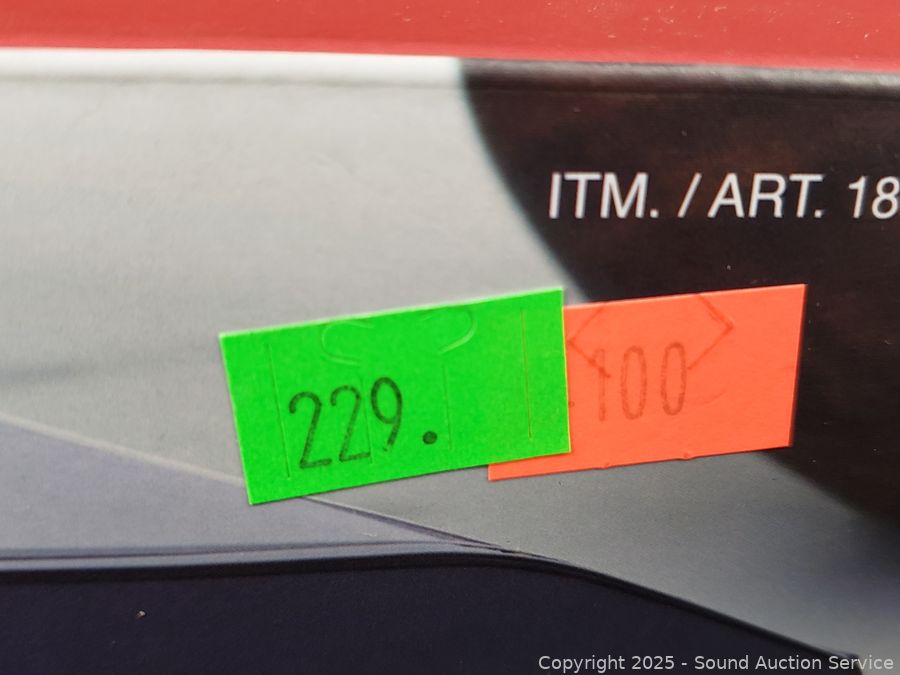 ITM. / ART. 18
229.
100
Copyright 2025 - Sound Auction Service